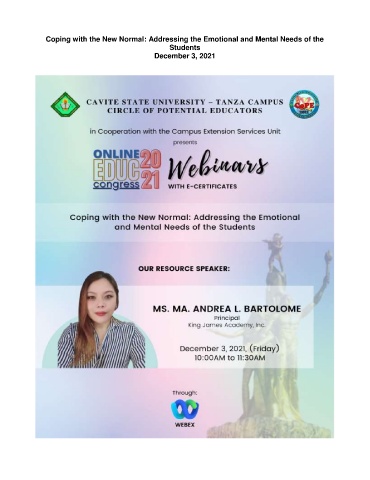 Coping with the New Normal: Addressing the Emotional and Mental Needs of the
Students
December 3, 2021
CAVITE STATE UNIVERSITY – TANZA CAMPUS
CIRCLE OF POTENTIAL EDUCATORS
in Cooperation with the Campus Extension Services Unit
presents
ONLINE
EDUC
congress
20
21
Webinars
WITH E-CERTIFICATES
Coping with the New Normal: Addressing the Emotional
and Mental Needs of the Students
OUR RESOURCE SPEAKER:
MS. MA. ANDREA L. BARTOLOME
Principal
King James Academy, Inc.
December 3, 2021, (Friday)
10:00AM to 11:30AM
Through:
WEBEX